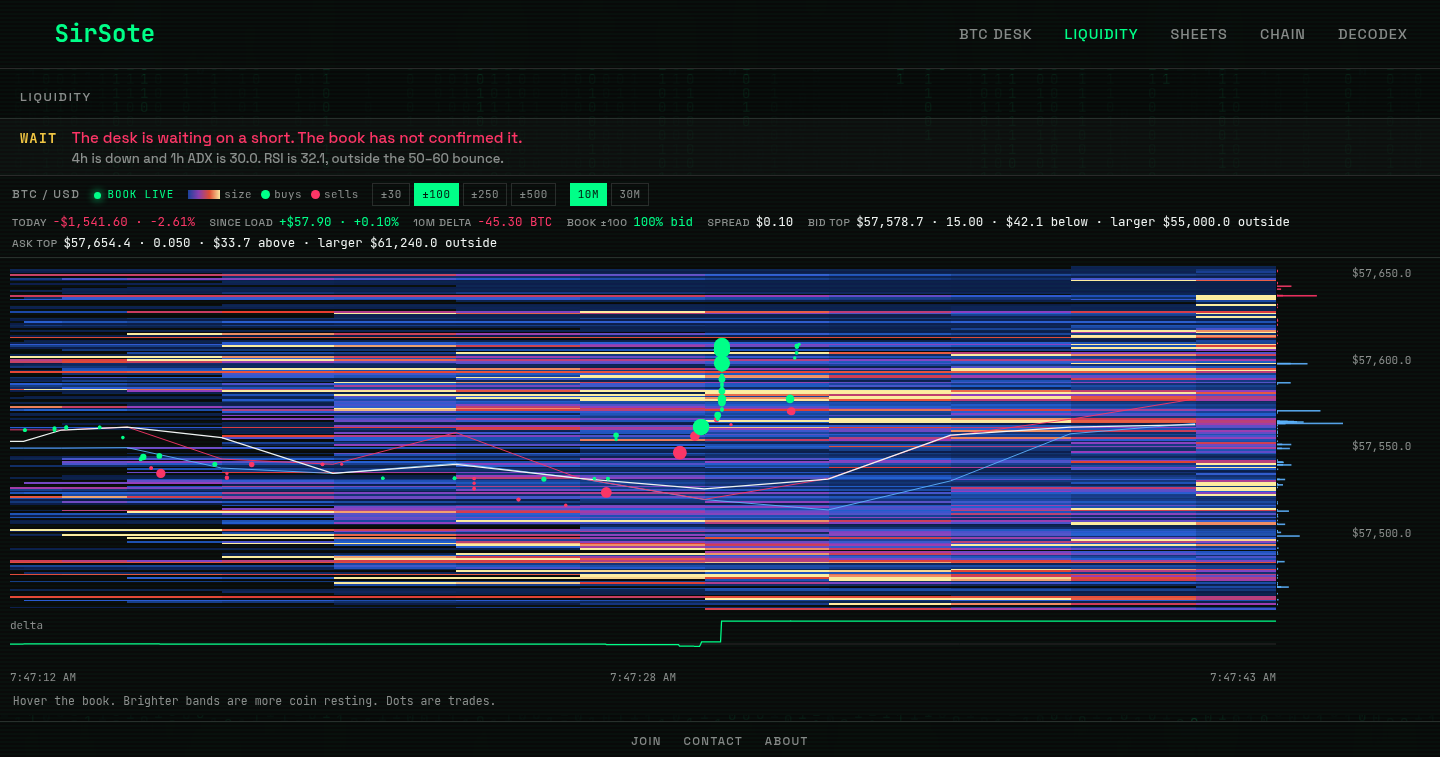 SirSote
BTC DESK LIQUIDITY SHEETS CHAIN DECODEX
LIQUIDITY
WAIT The desk is waiting on a short. The book has not confirmed it.
4h is down and 1h ADX is 30.0. RSI is 32.1, outside the 50–60 bounce.
BTC / USD BOOK LIVE size buys sells ±30 ±100 ±250 ±500 10M 30M
TODAY -$1,541.60 · -2.61% SINCE LOAD +$57.90 · +0.10% 10M DELTA -45.30 BTC BOOK ±100 100% bid SPREAD $0.10 BID TOP $57,578.7 · 15.00 · $42.1 below · larger $55,000.0 outside
ASK TOP $57,654.4 · 0.050 · $33.7 above · larger $61,240.0 outside
$57,650.0
$57,600.0
$57,550.0
$57,500.0
delta
7:47:12 AM 7:47:28 AM 7:47:43 AM
Hover the book. Brighter bands are more coin resting. Dots are trades.
JOIN CONTACT ABOUT